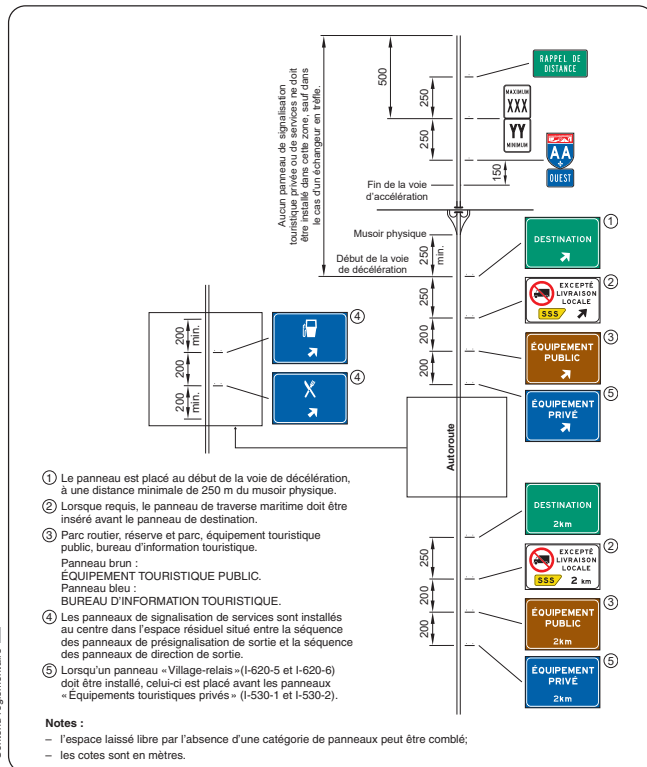 RAPPEL DE
DISTANCE
500
250
MAXIMUM
XXX
YY
MINIMUM
250
AA
+
OUEST
150
Aucun panneau de signalisation
touristique privée ou de services ne doit
être installé dans cette zone, sauf dans
le cas d'un échangeur en trèfle.
Fin de la voie
d'accélération
Musoir physique
250
min.
Début de la voie
de décélération
1
DESTINATION
250
2
EXCEPTÉ
LIVRAISON
LOCALE
SSS
200
3
ÉQUIPEMENT
PUBLIC
200
5
ÉQUIPEMENT
PRIVÉ
200
min.
4
200
4
200
min.
Autoroute
DESTINATION
2km
250
2
EXCEPTÉ
LIVRAISON
LOCALE
SSS 2 km
200
3
ÉQUIPEMENT
PUBLIC
2km
200
5
ÉQUIPEMENT
PRIVÉ
2km
1 Le panneau est placé au début de la voie de décélération,
à une distance minimale de 250 m du musoir physique.
2 Lorsque requis, le panneau de traverse maritime doit être
inséré avant le panneau de destination.
3 Parc routier, réserve et parc, équipement touristique
public, bureau d'information touristique.
Panneau brun :
ÉQUIPEMENT TOURISTIQUE PUBLIC.
Panneau bleu :
BUREAU D'INFORMATION TOURISTIQUE.
4 Les panneaux de signalisation de services sont installés
au centre dans l'espace résiduel situé entre la séquence
des panneaux de présignalisation de sortie et la séquence
des panneaux de direction de sortie.
5 Lorsqu'un panneau «Village-relais»(I-620-5 et I-620-6)
doit être installé, celui-ci est placé avant les panneaux
«Équipements touristiques privés» (I-530-1 et I-530-2).
Notes :
– l'espace laissé libre par l'absence d'une catégorie de panneaux peut être comblé;
– les cotes sont en mètres.